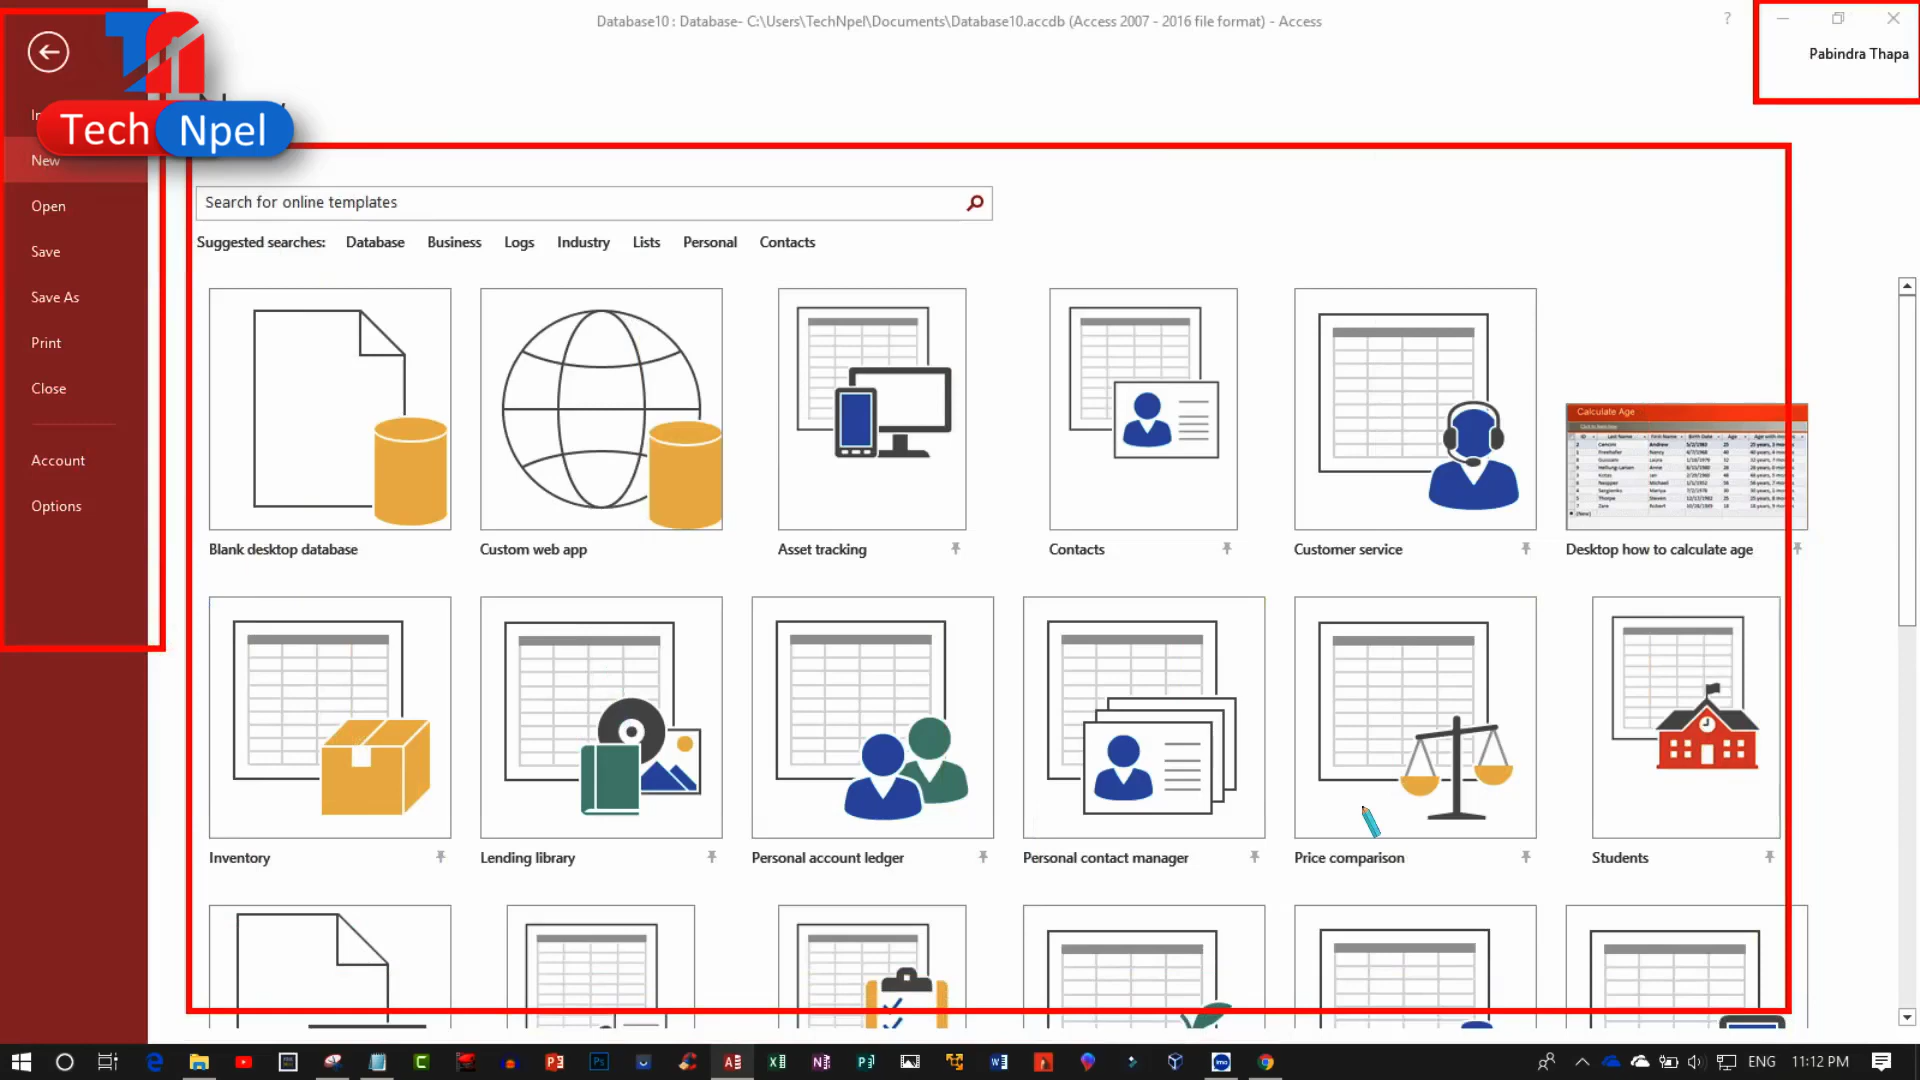 Database10 : Database- C:\Users\TechNpel\Documents\Database10.accdb (Access 2007 - 2016 file format) - Access
?
Pabindra Thapa
Tech Npel
New
Open
Save
Save As
Print
Close
Account
Options
Search for online templates
Suggested searches: Database Business Logs Industry Lists Personal Contacts
Calculate Age
Blank desktop database
Custom web app
Asset tracking
Contacts
Customer service
Desktop how to calculate age
Inventory
Lending library
Personal account ledger
Personal contact manager
Price comparison
Students
ENG 11:12 PM